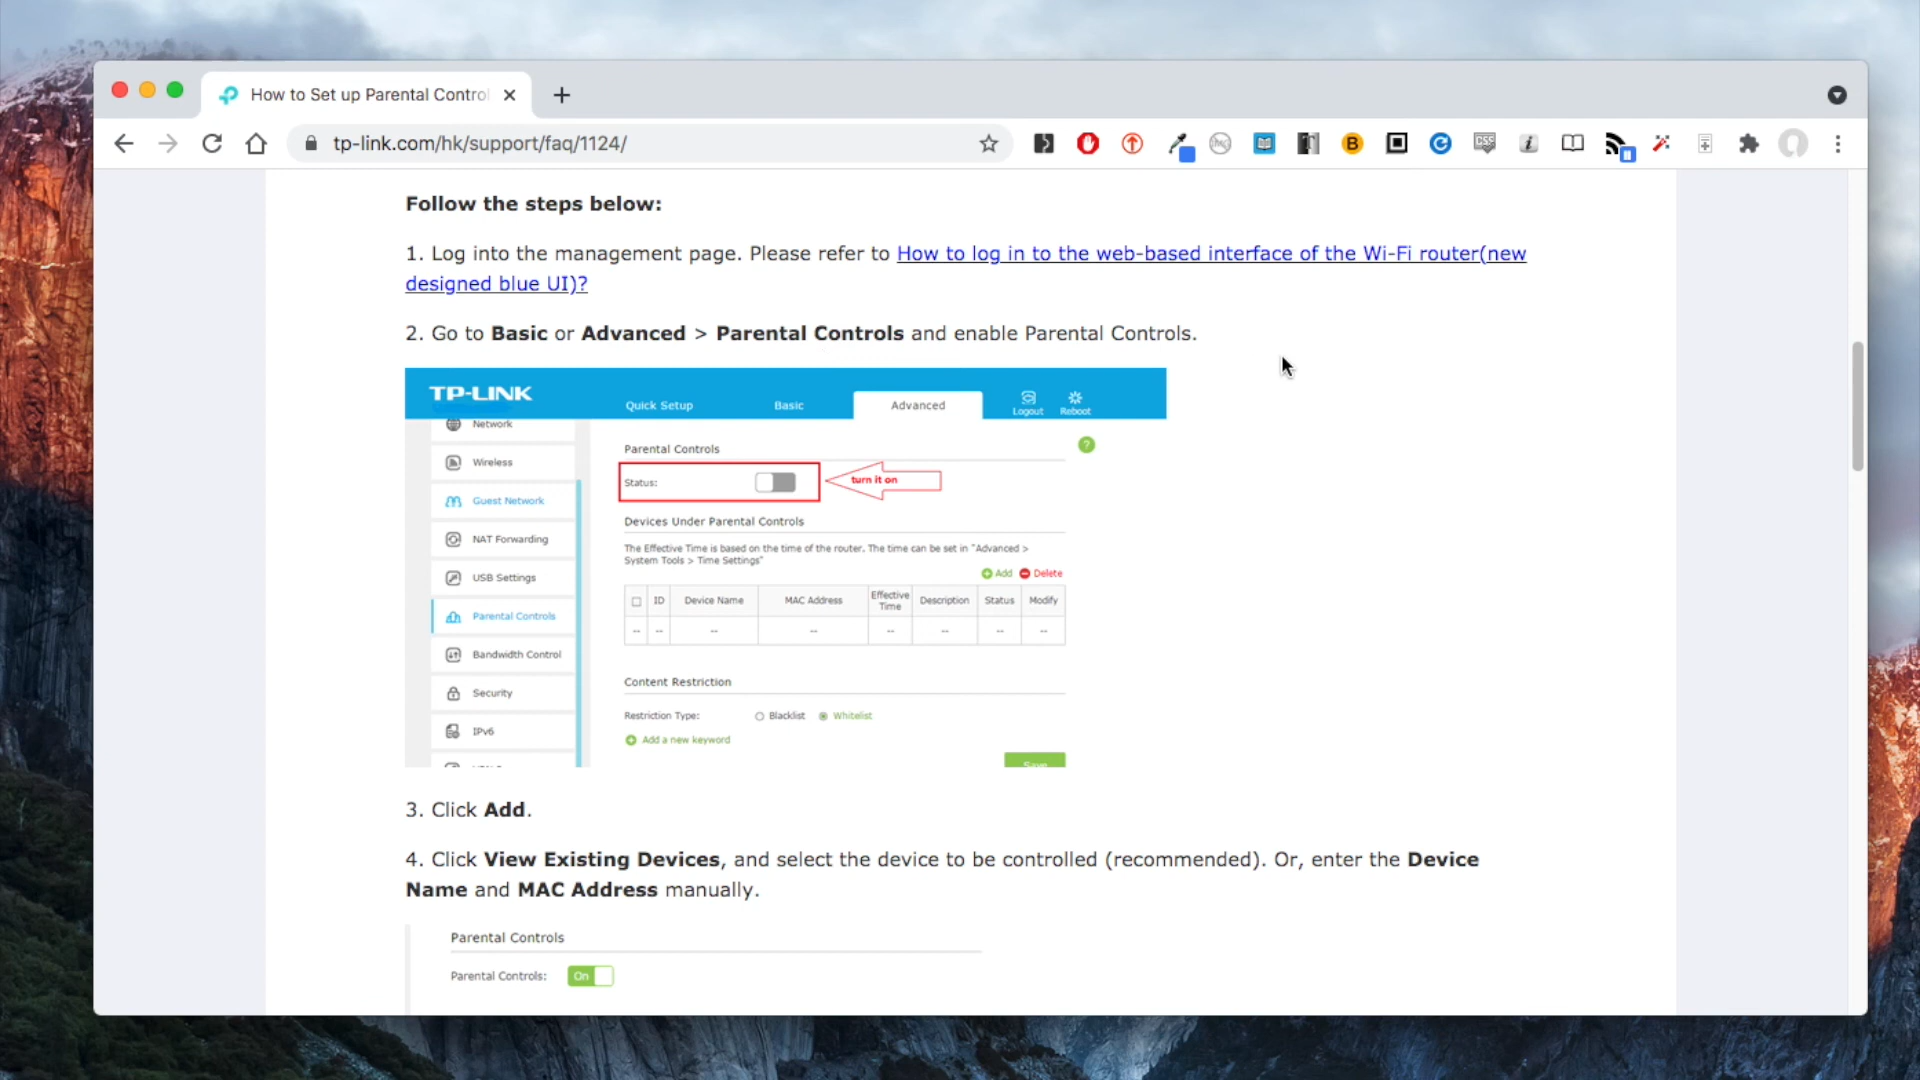 How to Set up Parental Contro
tp-link.com/hk/support/faq/1124/
Follow the steps below:
1. Log into the management page. Please refer to How to log in to the web-based interface of the Wi-Fi router(new
designed blue UI)?
2. Go to Basic or Advanced > Parental Controls and enable Parental Controls.
TP-LINK
Quick Setup
Basic
Advanced
Logout
Reboot
Network
Wireless
Guest Network
NAT Forwarding
USB Settings
Parental Controls
Bandwidth Control
Security
IPv6
Parental Controls
Status:
turn it on
Devices Under Parental Controls
The Effective Time is based on the time of the router. The time can be set in "Advanced >
System Tools > Time Settings"
Add Delete
ID Device Name MAC Address Effective Time Description Status Modify
-- -- -- -- -- -- -- --
Content Restriction
Restriction Type: Blacklist Whitelist
Add a new keyword
Save
3. Click Add.
4. Click View Existing Devices, and select the device to be controlled (recommended). Or, enter the Device
Name and MAC Address manually.
Parental Controls
Parental Controls: On